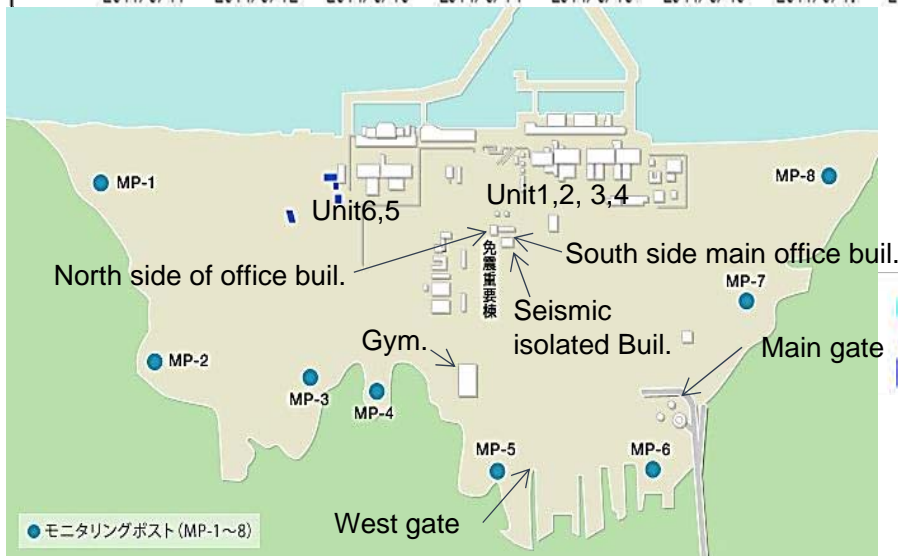 MP-1
MP-8
Unit6,5
Unit1,2, 3,4
North side of office buil.
免震重要棟
South side main office buil.
MP-7
Seismic
isolated Buil.
Gym.
Main gate
MP-2
MP-3
MP-4
MP-5
MP-6
West gate
モニタリングポスト(MP-1~8)